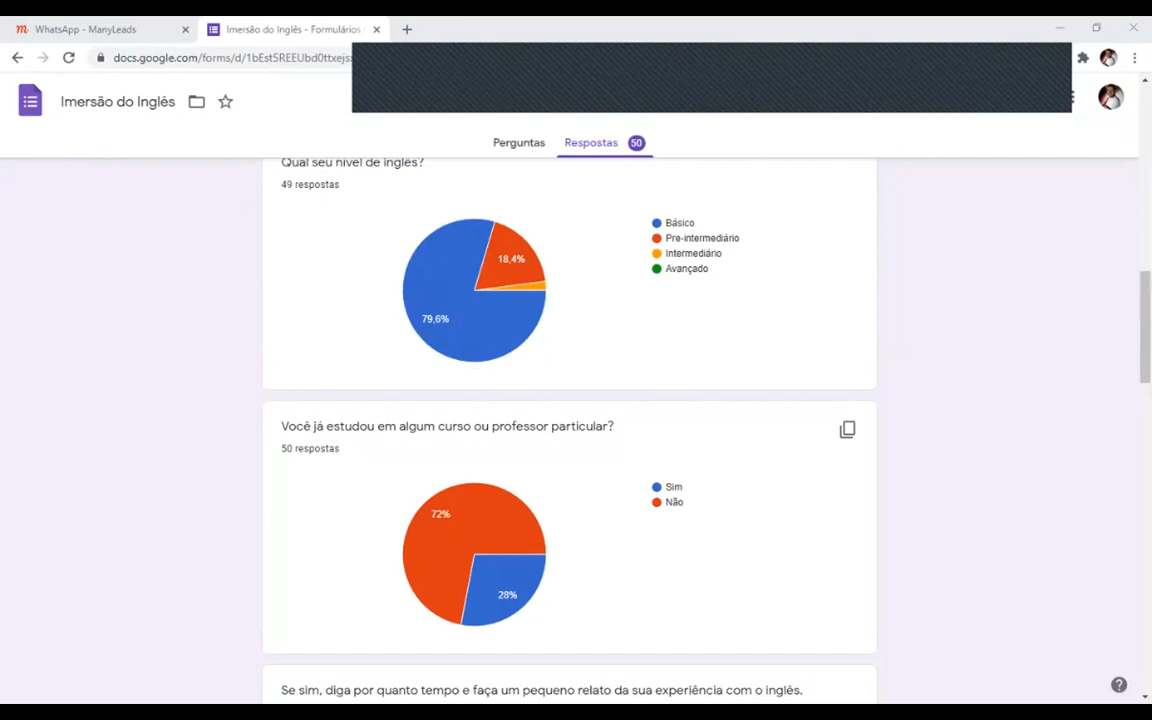 WhatsApp - ManyLeads
Imersão do Inglês - Formulários
docs.google.com/forms/d/1bEst5REEUbd0ttxejs
Imersão do Inglês
Perguntas
Respostas 50
Qual seu nível de inglês?
49 respostas
Básico
Pre-intermediário
Intermediário
Avançado
18,4%
79,6%
Você já estudou em algum curso ou professor particular?
50 respostas
Sim
Não
72%
28%
Se sim, diga por quanto tempo e faça um pequeno relato da sua experiência com o inglês.